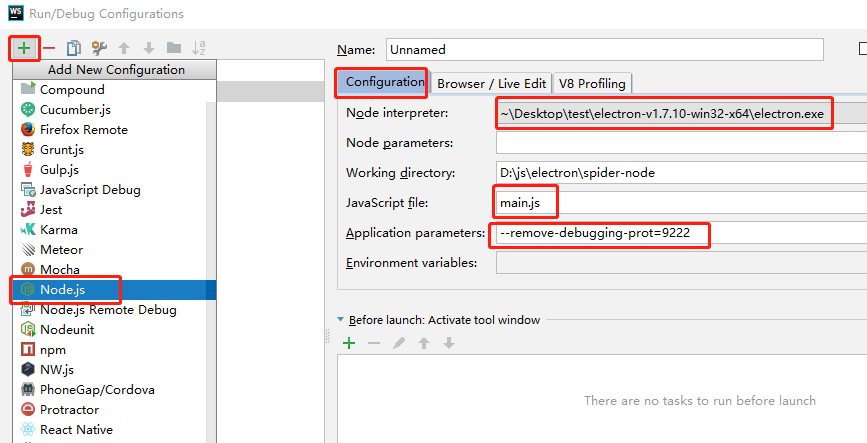 WS Run/Debug Configurations
Name: Unnamed
Add New Configuration
Compound
Cucumber.js
Firefox Remote
Grunt.js
Gulp.js
JavaScript Debug
Jest
Karma
Meteor
Mocha
Node.js
Node.js Remote Debug
Nodeunit
npm
NW.js
PhoneGap/Cordova
Protractor
React Native
Configuration Browser / Live Edit V8 Profiling
Node interpreter: ~\Desktop\test\electron-v1.7.10-win32-x64\electron.exe
Node parameters:
Working directory: D:\js\electron\spider-node
JavaScript file: main.js
Application parameters: --remove-debugging-prot=9222
Environment variables:
Before launch: Activate tool window
There are no tasks to run before launch